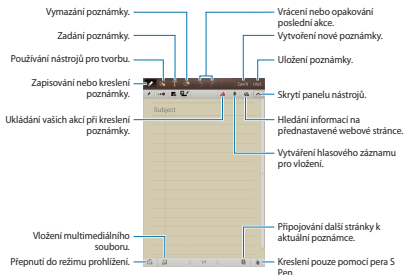 Vymazání poznámky.
Zadání poznámky.
Používání nástrojů pro tvorbu.
Zapisování nebo kreslení
poznámky.
Ukládání vašich akcí při kreslení
poznámky.
Vložení multimediálního
souboru.
Přepnutí do režimu prohlížení.
Vrácení nebo opakování
poslední akce.
Vytvoření nové poznámky.
Uložení poznámky.
Skrytí panelu nástrojů.
Hledání informací na
přednastavené webové stránce.
Vytváření hlasového záznamu
pro vložení.
Připojování další stránky k
aktuální poznámce.
Kreslení pouze pomocí pera S
Pen.
Subject
1/1